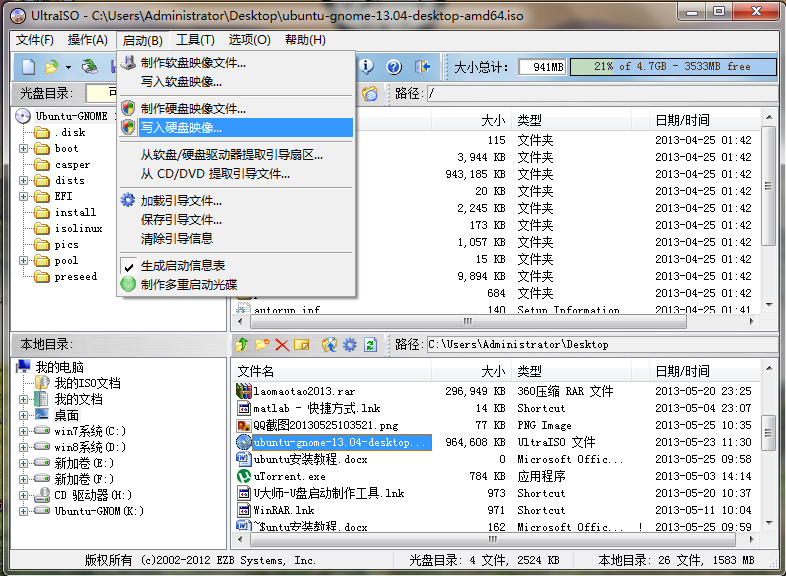 UltraISO - C:\Users\Administrator\Desktop\ubuntu-gnome-13.04-desktop-amd64.iso
文件(F) 操作(A) 启动(B) 工具(T) 选项(O) 帮助(H)
大小总计: 941MB 21% of 4.7GB - 3533MB free
光盘目录: 可
路径: /
制作软盘映像文件...
写入软盘映像...
制作硬盘映像文件...
写入硬盘映像...
从软盘/硬盘驱动器提取引导扇区...
从 CD/DVD 提取引导文件...
加载引导文件...
保存引导文件...
清除引导信息
生成启动信息表
制作多重启动光碟
Ubuntu-GNOME
.disk
boot
casper
dists
EFI
install
isolinux
pics
pool
preseed
大小 类型 日期/时间
115 文件夹 2013-04-25 01:42
3,944 KB 文件夹 2013-04-25 01:42
943,185 KB 文件夹 2013-04-25 01:42
20 KB 文件夹 2013-04-25 01:42
2,245 KB 文件夹 2013-04-25 01:42
173 KB 文件夹 2013-04-25 01:42
1,057 KB 文件夹 2013-04-25 01:42
15 KB 文件夹 2013-04-25 01:42
9,894 KB 文件夹 2013-04-25 01:42
684 文件夹 2013-04-25 01:42
autorun.inf 140 Setup Information 2013-04-25 01:42
本地目录:
路径: C:\Users\Administrator\Desktop
我的电脑
我的ISO文档
我的文档
桌面
win7系统(C:)
win8系统(D:)
新加卷(E:)
新加卷(F:)
CD 驱动器(H:)
Ubuntu-GNOM(K:)
文件名 大小 类型 日期/时间
laomaotao2013.rar 296,949 KB 360压缩 RAR 文件 2013-05-20 23:25
matlab - 快捷方式.lnk 14 KB Shortcut 2013-05-04 23:07
QQ截图20130525103521.png 77 KB PNG Image 2013-05-25 10:35
ubuntu-gnome-13.04-desktop... 964,608 KB UltraISO 文件 2013-05-23 11:30
ubuntu安装教程.docx 0 Microsoft Offic... 2013-05-25 09:58
uTorrent.exe 784 KB 应用程序 2013-05-03 14:14
U大师-U盘启动制作工具.lnk 973 Shortcut 2013-05-20 10:37
WinRAR.lnk 971 Shortcut 2013-05-11 10:04
~$untu安装教程.docx 162 Microsoft Offic... ! 2013-05-25 09:59
版权所有 (c)2002-2012 EZB Systems, Inc. 光盘目录: 4 文件, 2524 KB 本地目录: 26 文件, 1583 MB